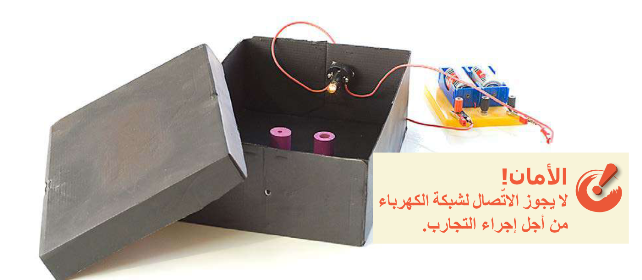 الأمان!
لا يجوز الاتّصال لشبكة الكهرباء
من أجل إجراء التجارب.